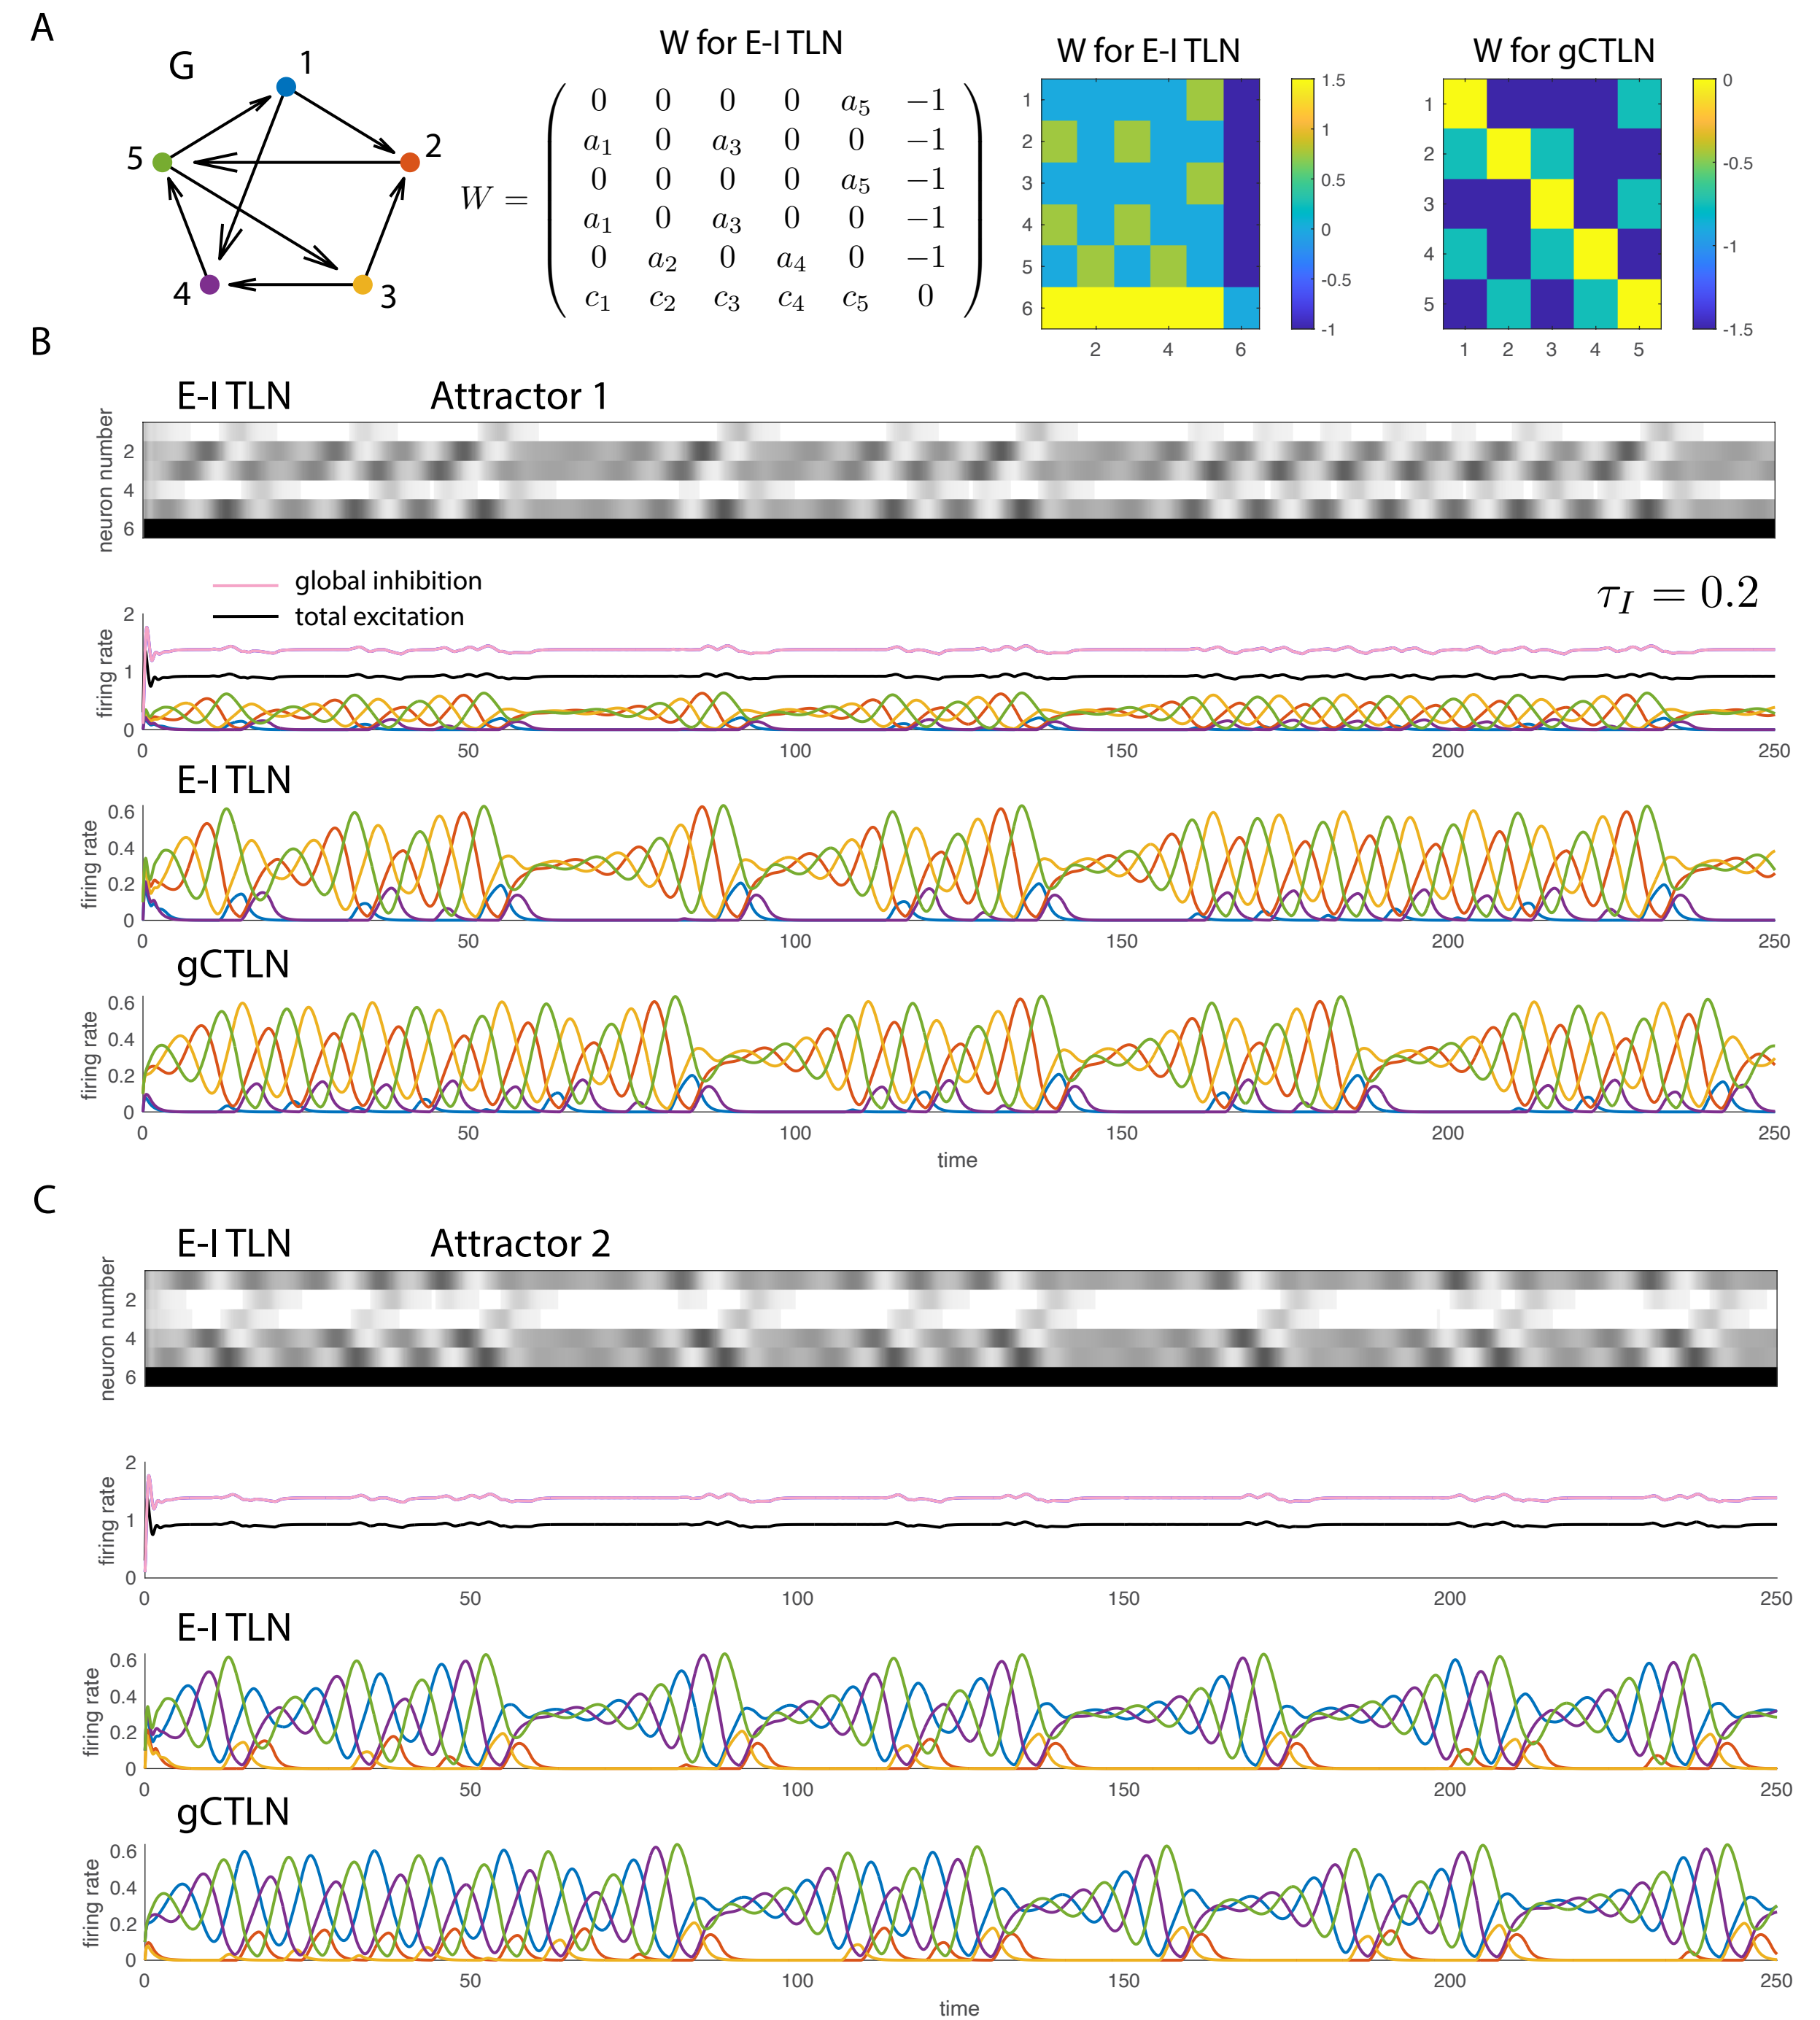 A
G
1
2
3
4
5
W for E-I TLN
W =
0 0 0 0 a₅ −1
a₁ 0 a₃ 0 0 −1
0 0 0 0 a₅ −1
a₁ 0 a₃ 0 0 −1
0 a₂ 0 a₄ 0 −1
c₁ c₂ c₃ c₄ c₅ 0
W for E-I TLN
1
2
3
4
5
6
2 4 6
1.5
1
0.5
0
-0.5
-1
W for gCTLN
1
2
3
4
5
1 2 3 4 5
0
-0.5
-1
-1.5
B
E-I TLN Attractor 1
neuron number
2
4
6
global inhibition
total excitation
τ_I = 0.2
firing rate
2
1
0
0 50 100 150 200 250
E-I TLN
firing rate
0.6
0.4
0.2
0
0 50 100 150 200 250
gCTLN
firing rate
0.6
0.4
0.2
0
0 50 100 150 200 250
time
C
E-I TLN Attractor 2
neuron number
2
4
6
firing rate
2
1
0
0 50 100 150 200 250
E-I TLN
firing rate
0.6
0.4
0.2
0
0 50 100 150 200 250
gCTLN
firing rate
0.6
0.4
0.2
0
0 50 100 150 200 250
time